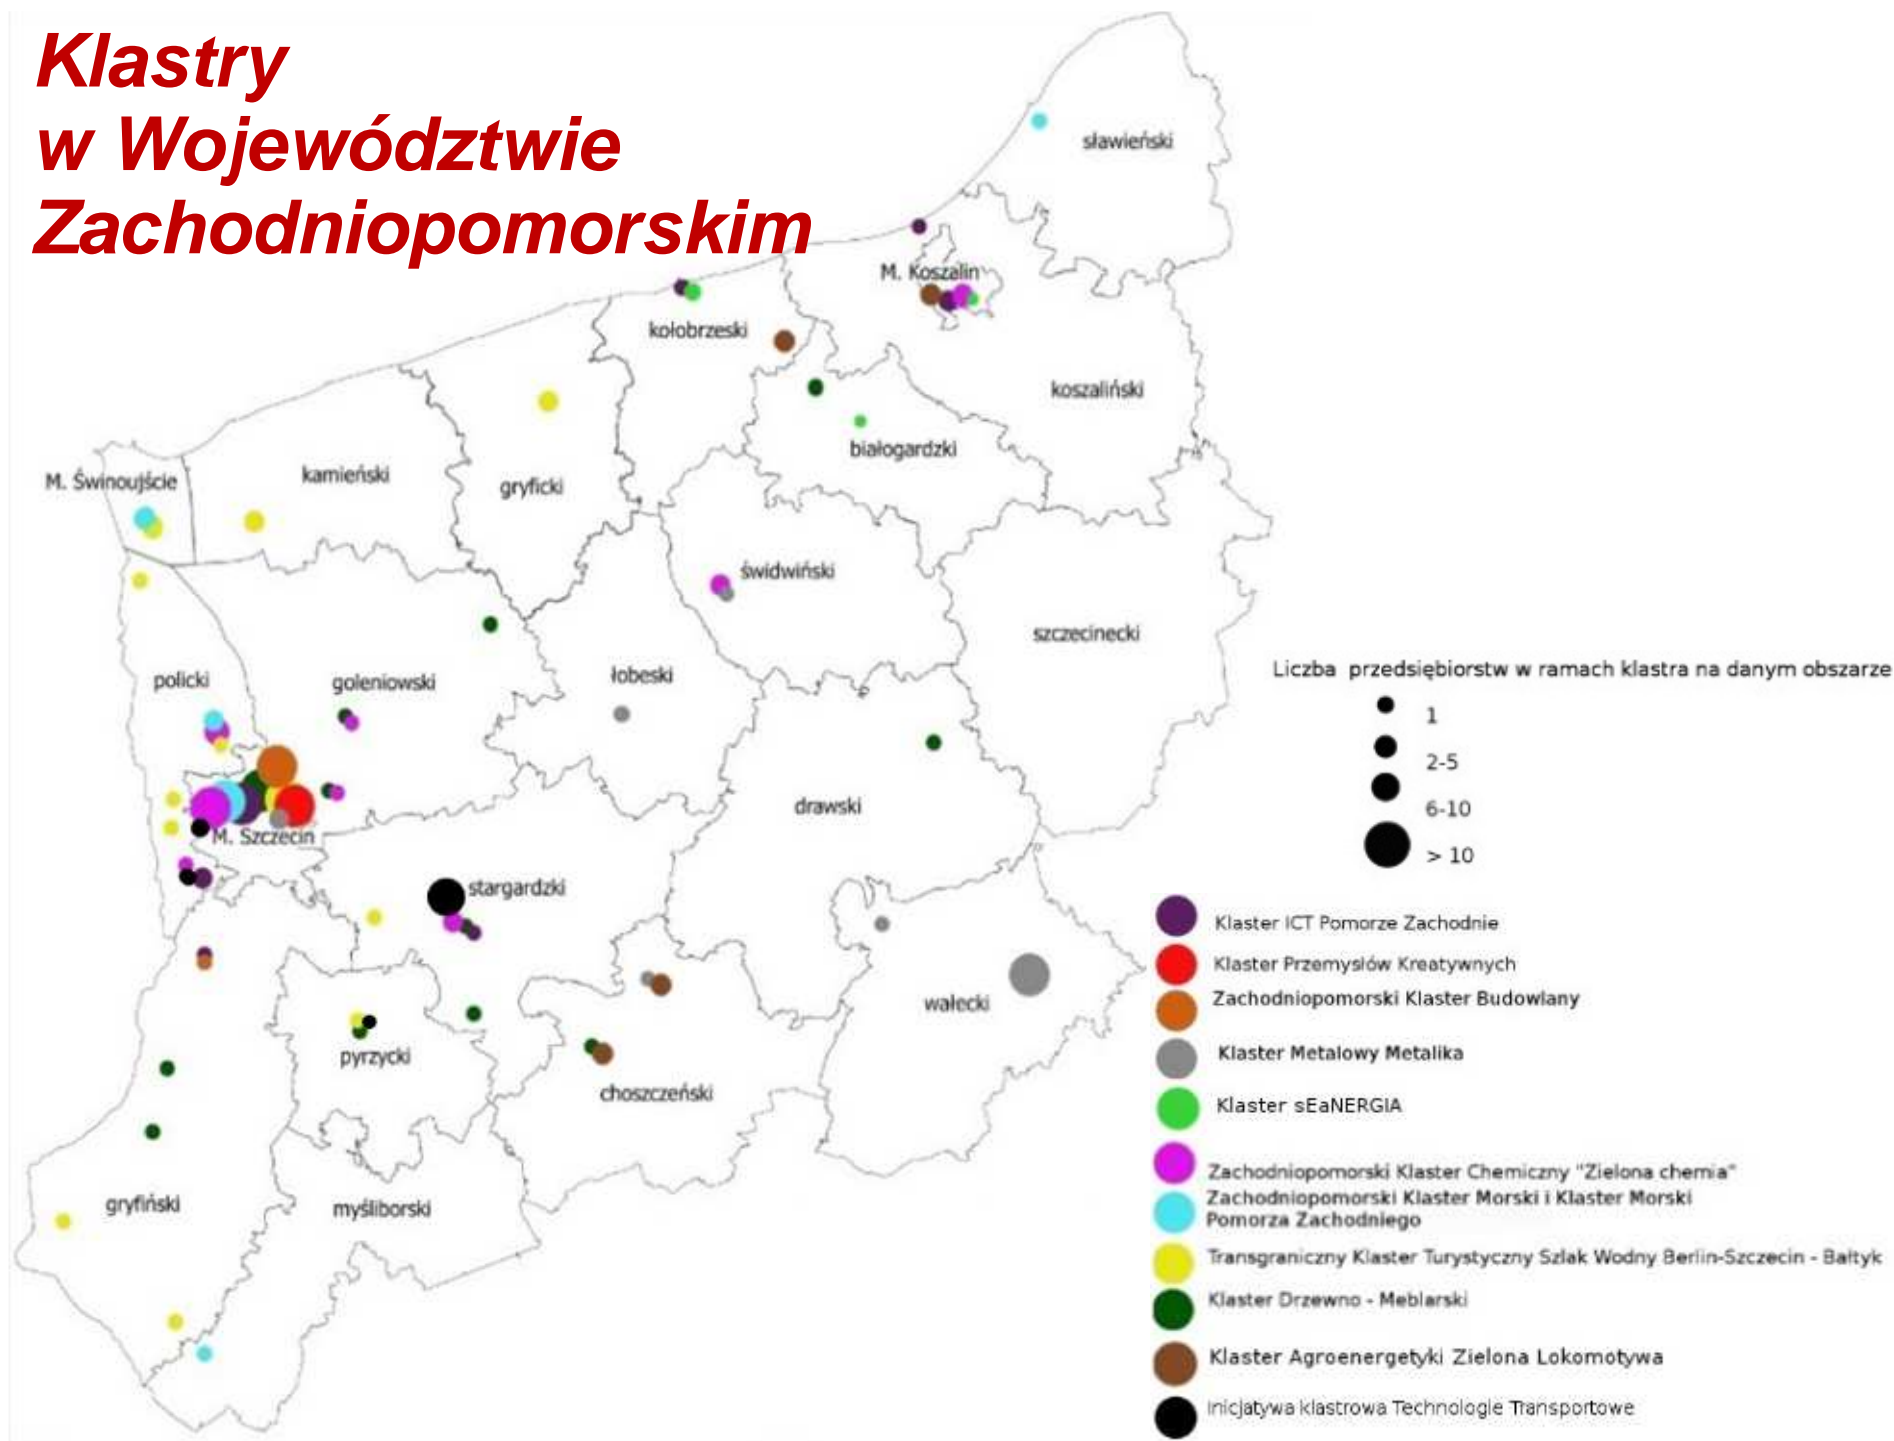 Klastry
w Województwie
Zachodniopomorskim
sławieński
M. Koszalin
kołobrzeski
koszaliński
białogardzki
kamieński
M. Świnoujście
gryficki
świdwiński
szczecinecki
łobeski
policki
goleniowski
drawski
M. Szczecin
stargardzki
wałecki
pyrzycki
choszczeński
gryfiński
myśliborski
Liczba przedsiębiorstw w ramach klastra na danym obszarze
1
2-5
6-10
> 10
Klaster ICT Pomorze Zachodnie
Klaster Przemysłów Kreatywnych
Zachodniopomorski Klaster Budowlany
Klaster Metalowy Metalika
Klaster sEaNERGIA
Zachodniopomorski Klaster Chemiczny "Zielona chemia"
Zachodniopomorski Klaster Morski i Klaster Morski
Pomorza Zachodniego
Transgraniczny Klaster Turystyczny Szlak Wodny Berlin-Szczecin - Bałtyk
Klaster Drzewno - Meblarski
Klaster Agroenergetyki Zielona Lokomotywa
Inicjatywa klastrowa Technologie Transportowe